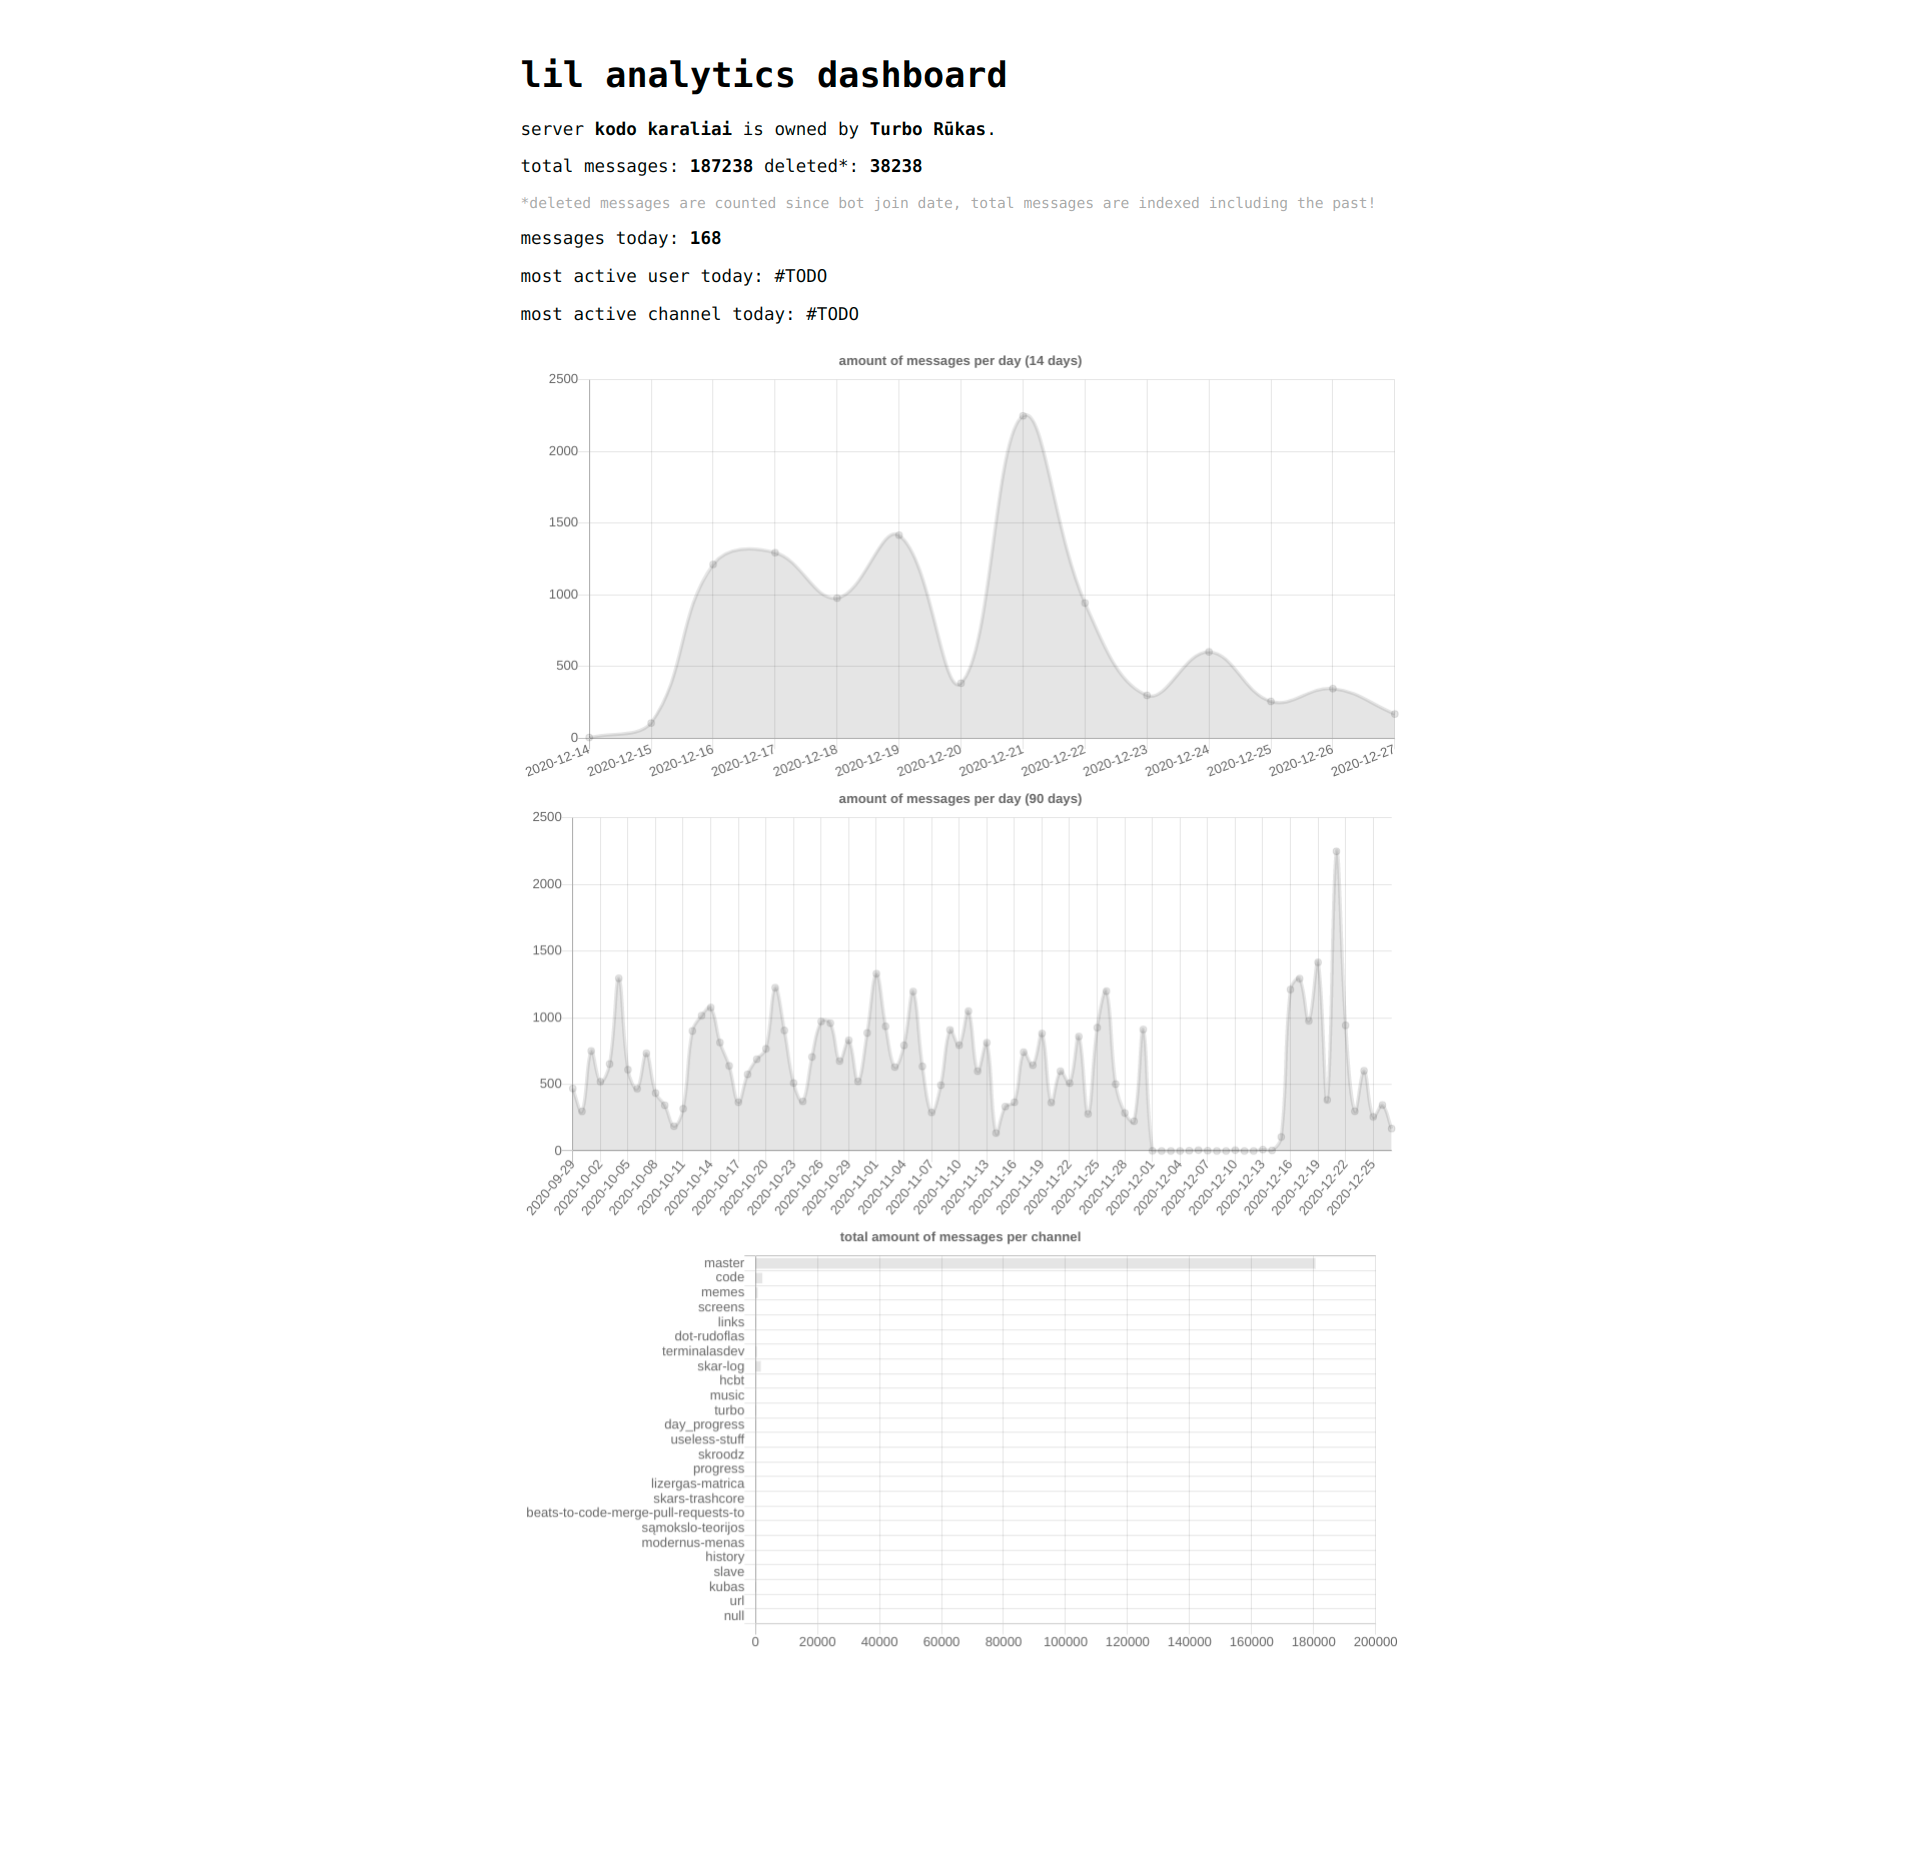 lil analytics dashboard
server kodo karaliai is owned by Turbo Rūkas.
total messages: 187238 deleted*: 38238
*deleted messages are counted since bot join date, total messages are indexed including the past!
messages today: 168
most active user today: #TODO
most active channel today: #TODO
amount of messages per day (14 days)
2500
2000
1500
1000
500
0
2020-12-14 2020-12-15 2020-12-16 2020-12-17 2020-12-18 2020-12-19 2020-12-20 2020-12-21 2020-12-22 2020-12-23 2020-12-24 2020-12-25 2020-12-26 2020-12-27
amount of messages per day (90 days)
2500
2000
1500
1000
500
0
2020-09-29 2020-10-02 2020-10-05 2020-10-08 2020-10-11 2020-10-14 2020-10-17 2020-10-20 2020-10-23 2020-10-26 2020-10-29 2020-11-01 2020-11-04 2020-11-07 2020-11-10 2020-11-13 2020-11-16 2020-11-19 2020-11-22 2020-11-25 2020-11-28 2020-12-01 2020-12-04 2020-12-07 2020-12-10 2020-12-13 2020-12-16 2020-12-19 2020-12-22 2020-12-25
total amount of messages per channel
master
code
memes
screens
links
dot-rudoflas
terminalasdev
skar-log
hcbt
music
turbo
day_progress
useless-stuff
skroodz
progress
lizergas-matrica
skars-trashcore
beats-to-code-merge-pull-requests-to
sąmokslo-teorijos
modernus-menas
history
slave
kubas
url
null
0 20000 40000 60000 80000 100000 120000 140000 160000 180000 200000